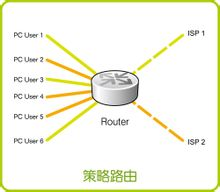 PC User 1
ISP 1
PC User 2
PC User 3
PC User 4
PC User 5
Router
PC User 6
ISP 2
策略路由